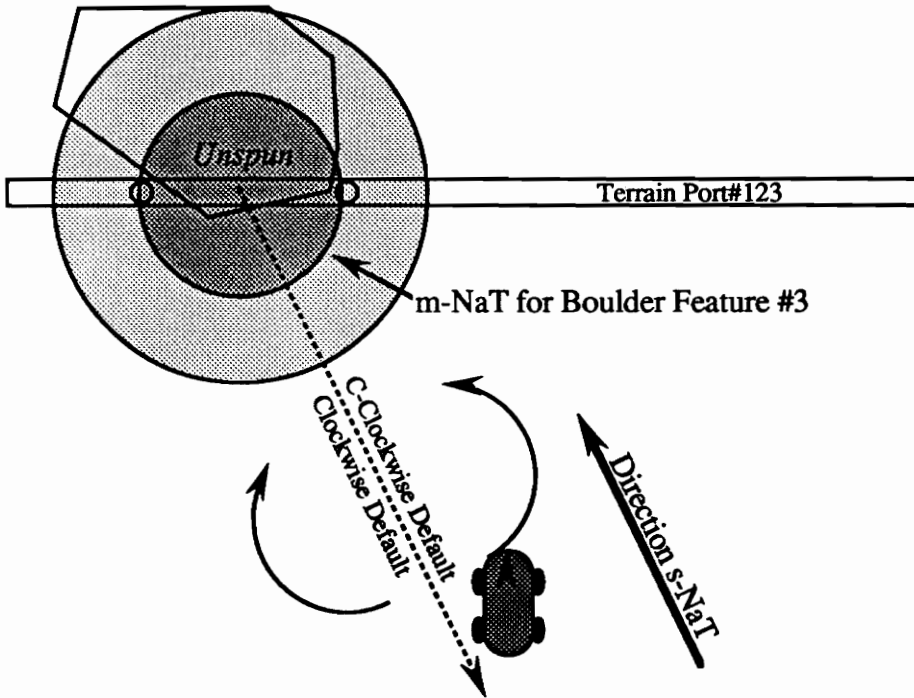 Unspun
Terrain Port#123
m-NaT for Boulder Feature #3
C-Clockwise Default
Clockwise Default
Direction s-NaT
A